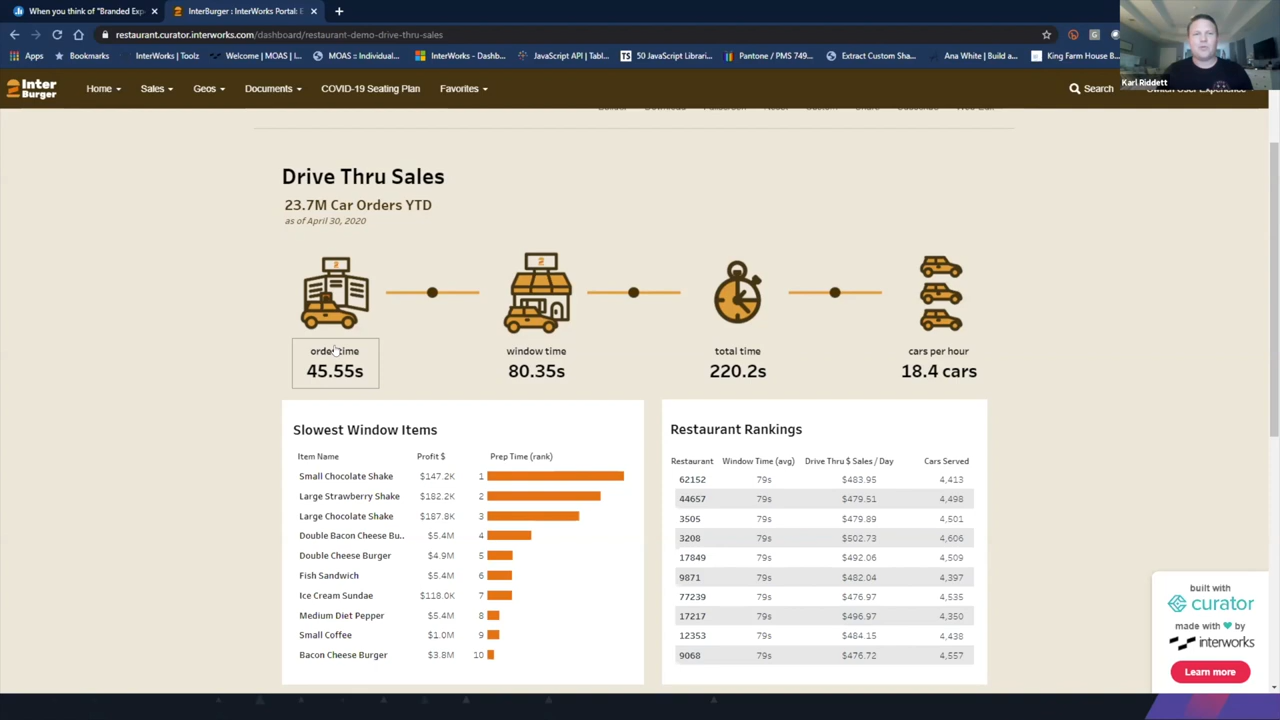 When you think of "Branded Exp
InterBurger : InterWorks Portal: E
restaurant.curator.interworks.com/dashboard/restaurant-demo-drive-thru-sales
Apps
Bookmarks
InterWorks | Toolz
Welcome | MOAS | I...
MOAS = Individual...
InterWorks - Dashb...
JavaScript API | Tabl...
50 JavaScript Librar...
Pantone / PMS 749...
Extract Custom Sha...
Ana White | Build a...
King Farm House B...
Karl Riddett
Inter
Burger
Home
Sales
Geos
Documents
COVID-19 Seating Plan
Favorites
Search
Switch User Experience
Drive Thru Sales
23.7M Car Orders YTD
as of April 30, 2020
order time
45.55s
window time
80.35s
total time
220.2s
cars per hour
18.4 cars
Slowest Window Items
Item Name Profit $ Prep Time (rank)
Small Chocolate Shake $147.2K 1
Large Strawberry Shake $182.2K 2
Large Chocolate Shake $187.8K 3
Double Bacon Cheese Bu.. $5.4M 4
Double Cheese Burger $4.9M 5
Fish Sandwich $5.4M 6
Ice Cream Sundae $118.0K 7
Medium Diet Pepper $5.4M 8
Small Coffee $1.0M 9
Bacon Cheese Burger $3.8M 10
Restaurant Rankings
Restaurant Window Time (avg) Drive Thru $ Sales / Day Cars Served
62152 79s $483.95 4,413
44657 79s $479.51 4,498
3505 79s $479.89 4,501
3208 79s $502.73 4,606
17849 79s $492.06 4,509
9871 79s $482.04 4,397
77239 79s $476.97 4,535
17217 79s $496.97 4,350
12353 79s $484.15 4,438
9068 79s $476.72 4,557
built with
curator
made with by
interworks
Learn more